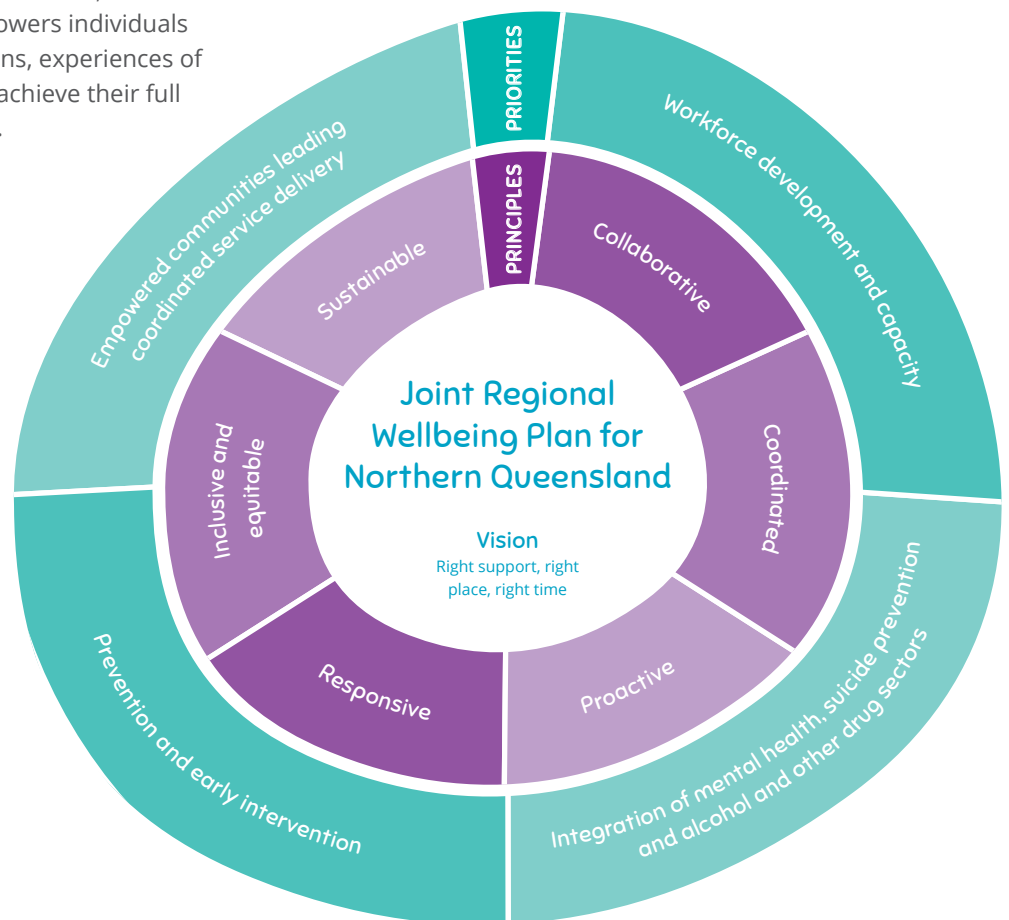 owers individuals
ns, experiences of
achieve their full
PRIORITIES
Workforce development and capacity
Integration of mental health, suicide prevention
and alcohol and other drug sectors
Prevention and early intervention
Empowered communities leading
coordinated service delivery
PRINCIPLES
Collaborative
Coordinated
Proactive
Responsive
Inclusive and
equitable
Sustainable
Joint Regional
Wellbeing Plan for
Northern Queensland
Vision
Right support, right
place, right time